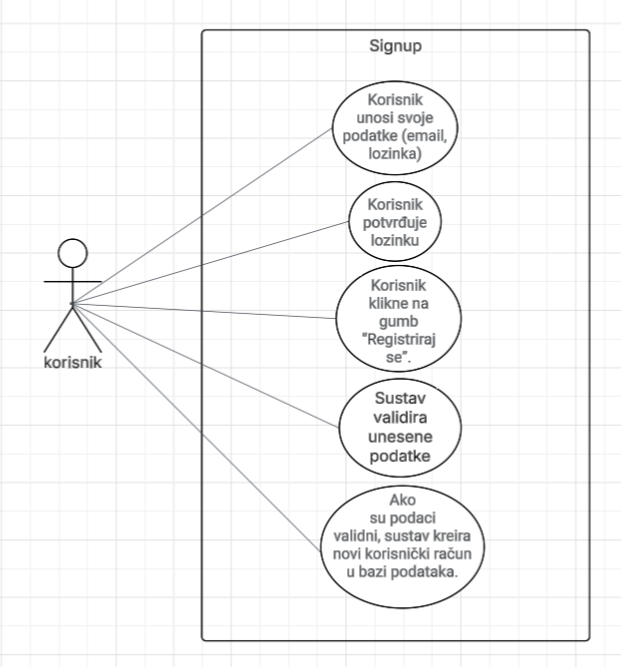 Signup
Korisnik
unosi svoje
podatke (email,
lozinka)
Korisnik
potvrđuje
lozinku
Korisnik
klikne na
gumb
"Registriraj
se".
korisnik
Sustav
validira
unesene
podatke
Ako
su podaci
validni, sustav kreira
novi korisnički račun
u bazi podataka.